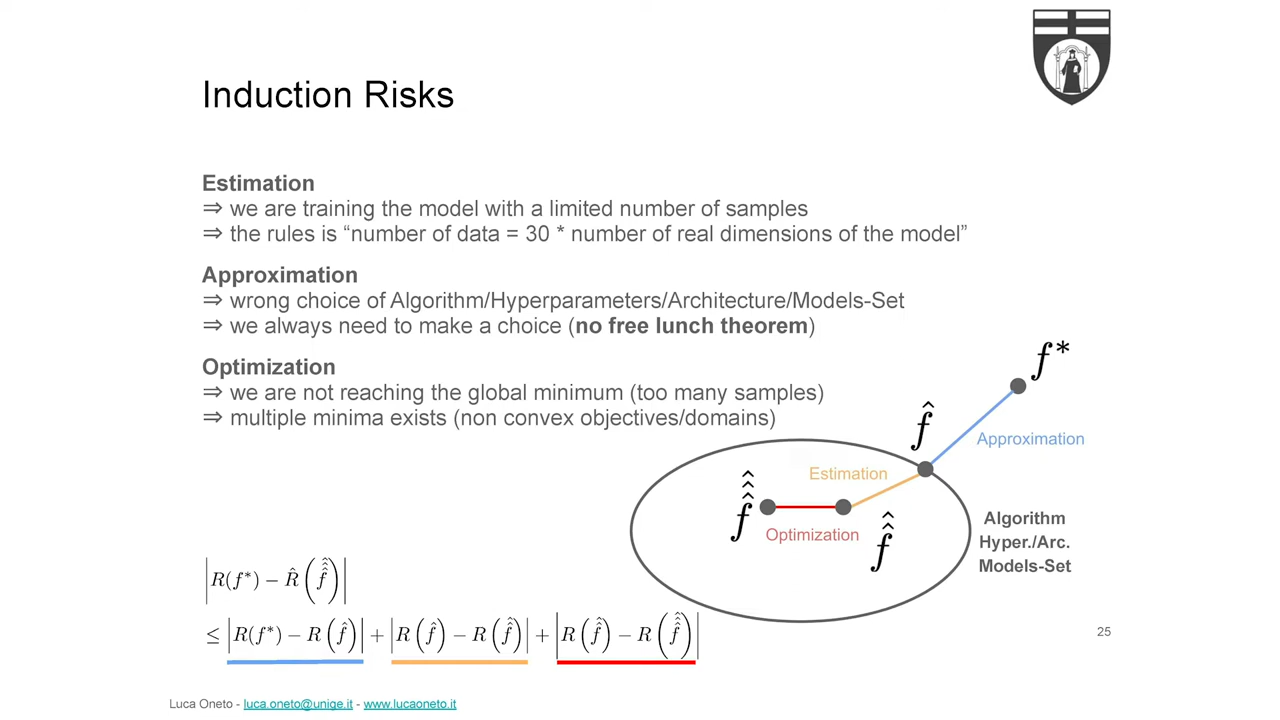 Induction Risks
Estimation
⇒ we are training the model with a limited number of samples
⇒ the rules is “number of data = 30 * number of real dimensions of the model”
Approximation
⇒ wrong choice of Algorithm/Hyperparameters/Architecture/Models-Set
⇒ we always need to make a choice (no free lunch theorem)
Optimization
⇒ we are not reaching the global minimum (too many samples)
⇒ multiple minima exists (non convex objectives/domains)
f*
f̂
Approximation
Estimation
f̂̂̂
f̂̂
Optimization
Algorithm
Hyper./Arc.
Models-Set
|R(f*) − R̂(f̂̂̂)|
≤ |R(f*) − R(f̂)| + |R(f̂) − R(f̂̂)| + |R(f̂̂) − R(f̂̂̂)|
25
Luca Oneto - luca.oneto@unige.it - www.lucaoneto.it